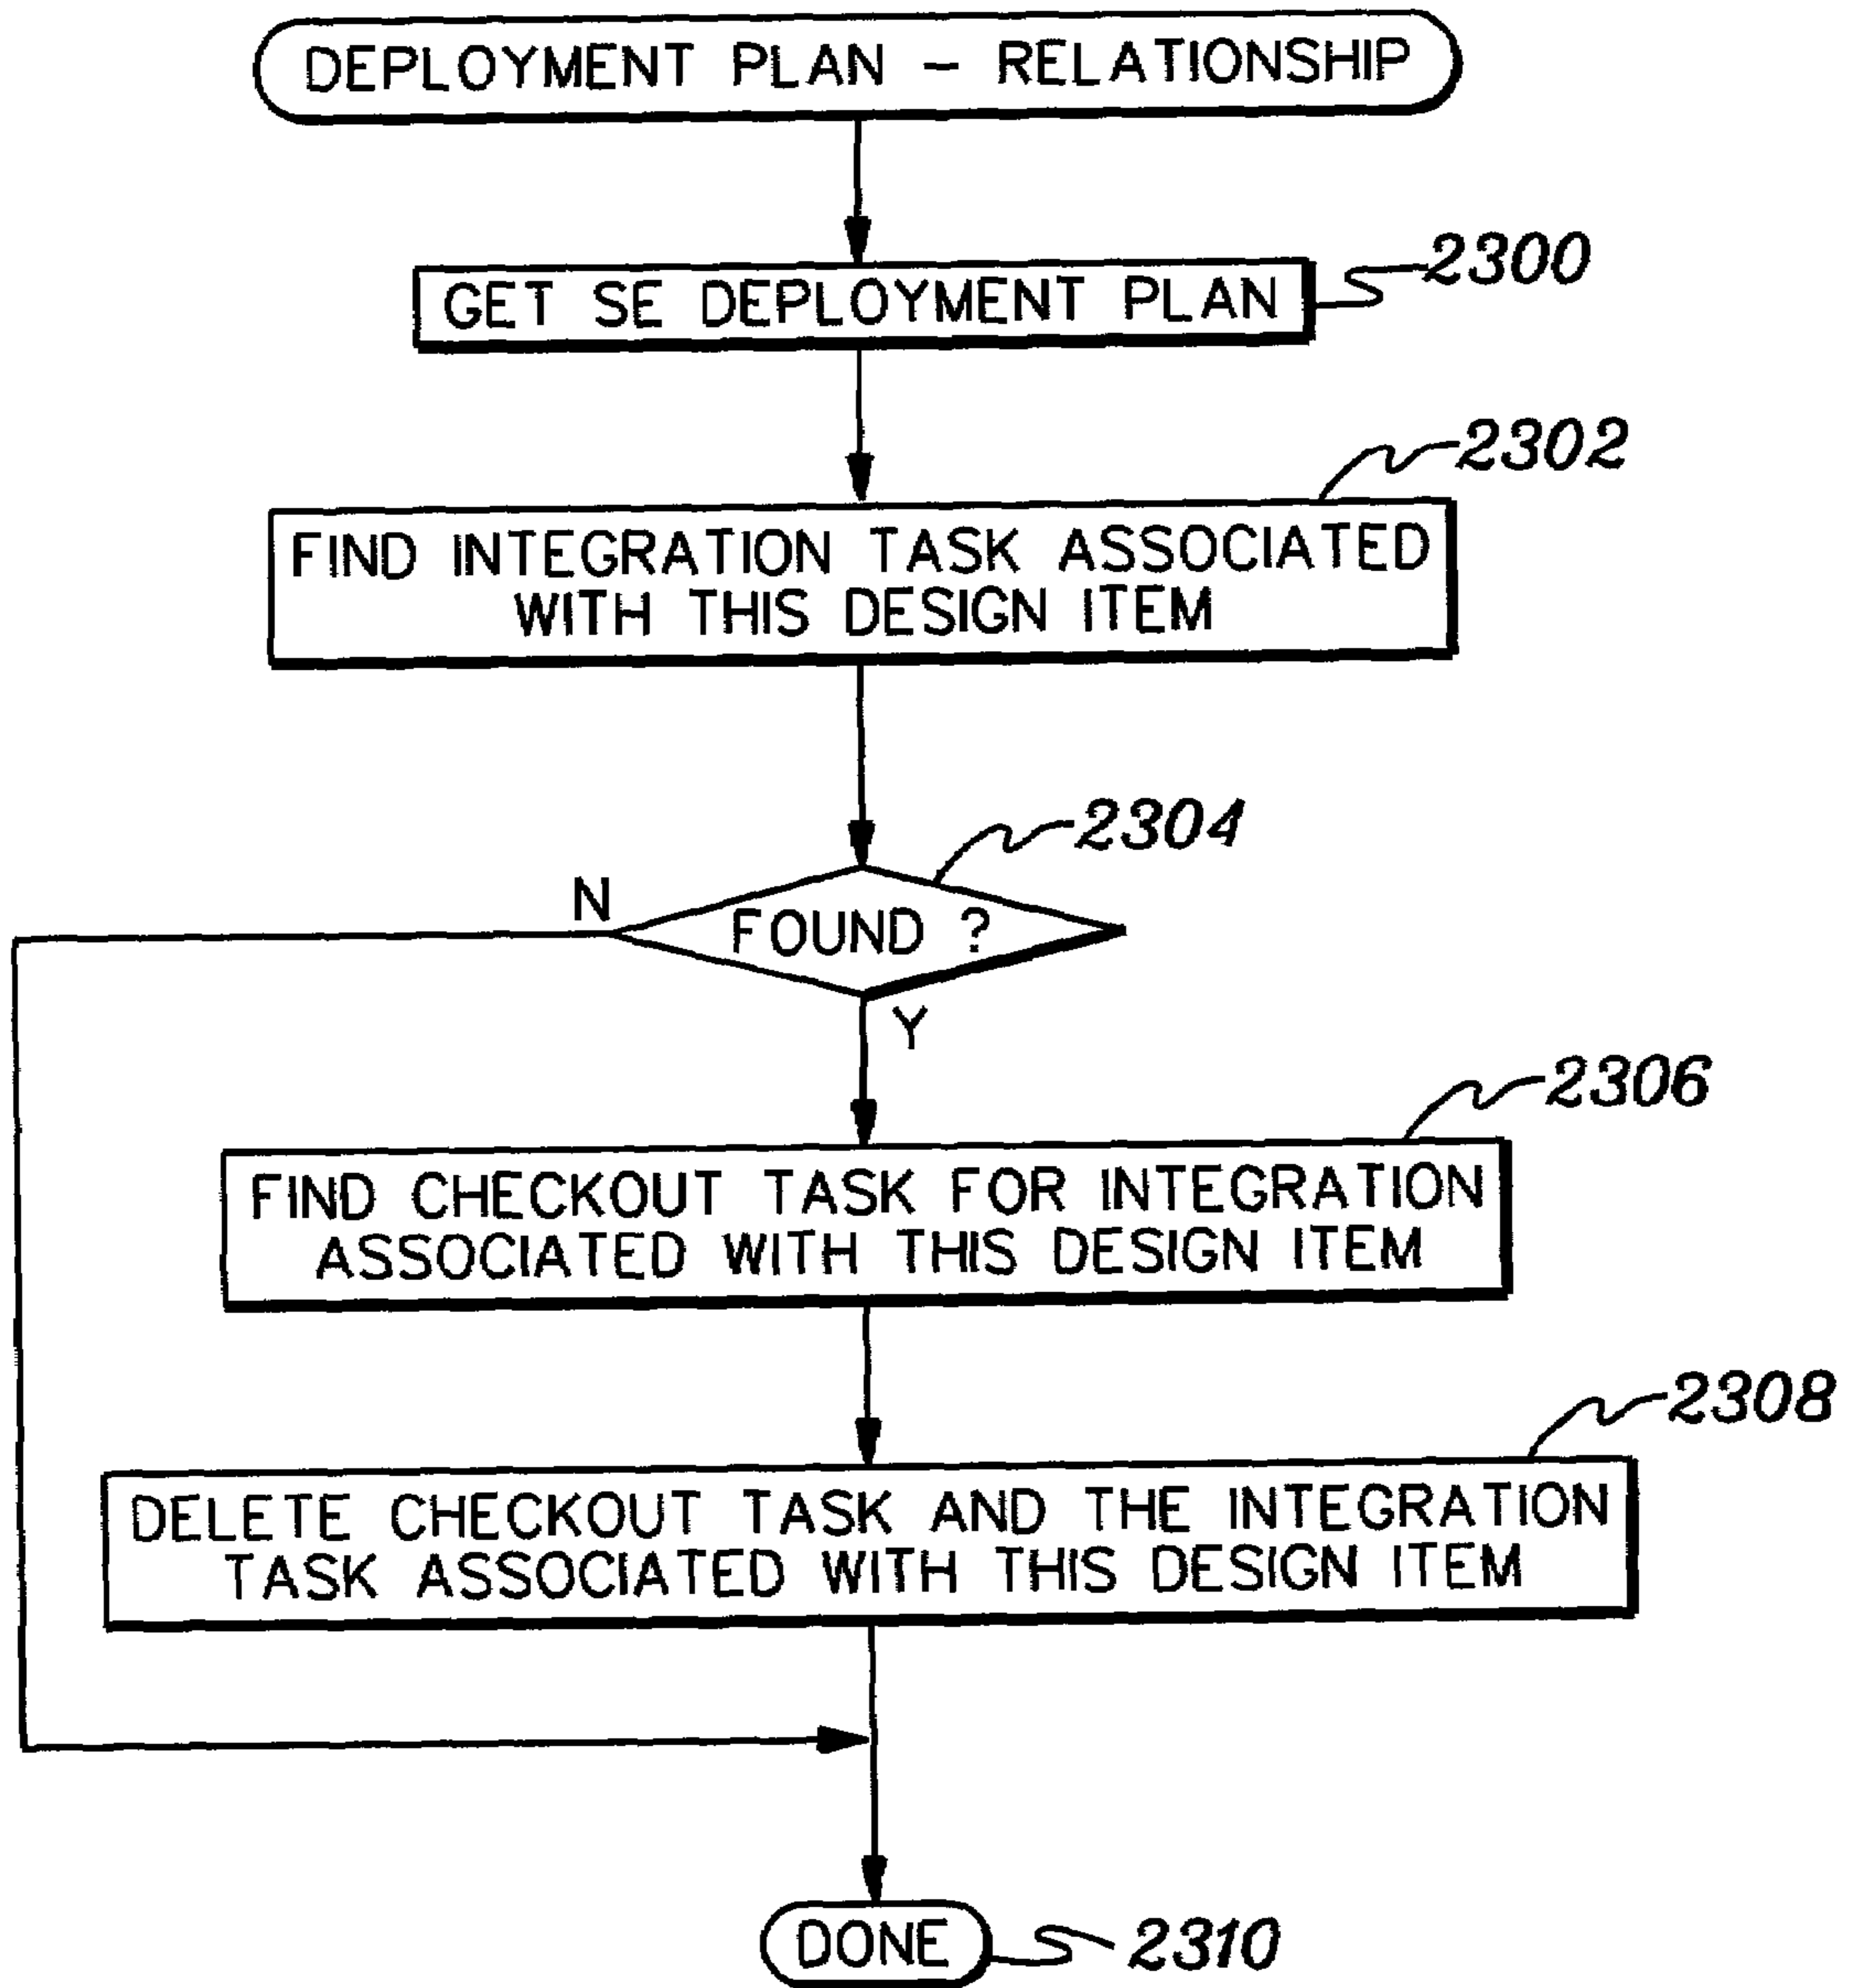 DEPLOYMENT PLAN - RELATIONSHIP
GET SE DEPLOYMENT PLAN
2300
2302
FIND INTEGRATION TASK ASSOCIATED
WITH THIS DESIGN ITEM
2304
N
FOUND ?
Y
2306
FIND CHECKOUT TASK FOR INTEGRATION
ASSOCIATED WITH THIS DESIGN ITEM
2308
DELETE CHECKOUT TASK AND THE INTEGRATION
TASK ASSOCIATED WITH THIS DESIGN ITEM
DONE
2310